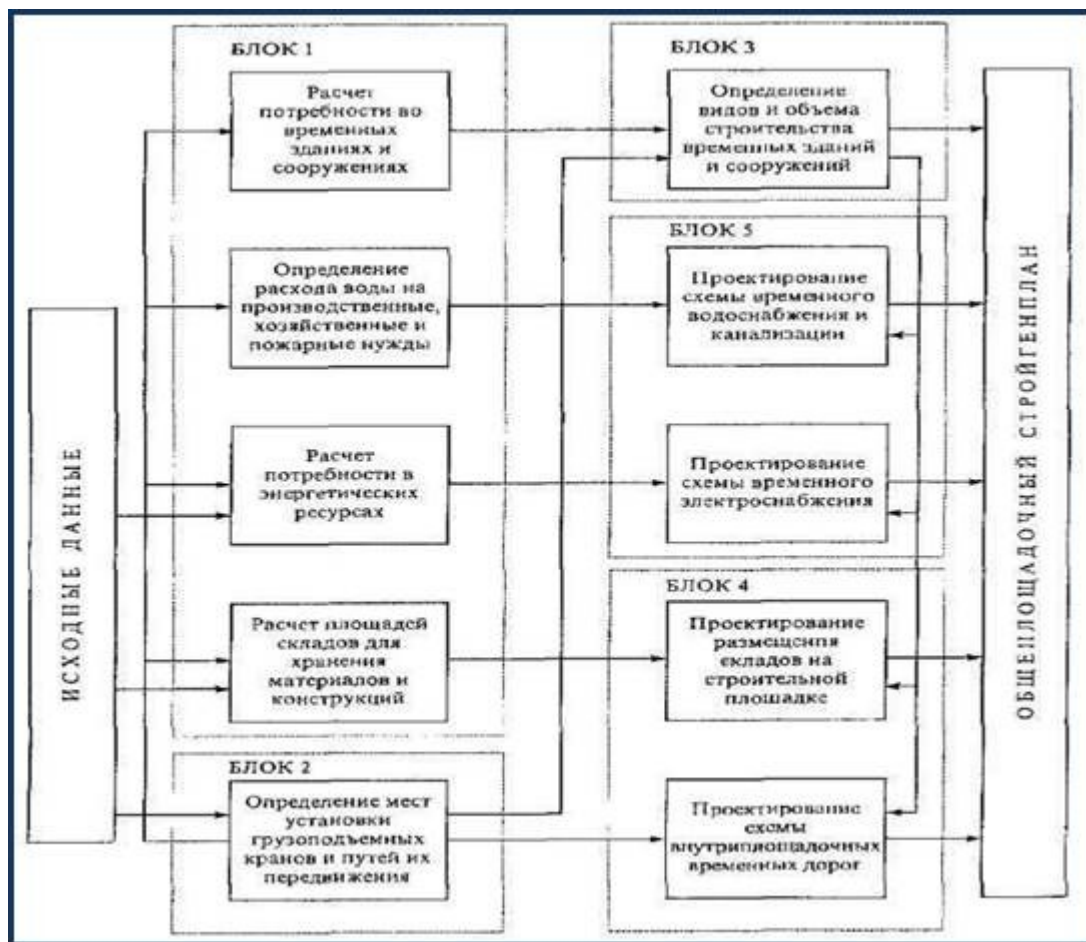 ИСХОДНЫЕ ДАННЫЕ
БЛОК 1
Расчет
потребности во
временных
зданиях и
сооружениях
Определение
расхода воды на
производственные,
хозяйственные и
пожарные нужды
Расчет
потребности в
энергетических
ресурсах
Расчет площадей
складов для
хранения
материалов и
конструкций
БЛОК 2
Определение мест
установки
грузоподъемных
кранов и путей их
передвижения
БЛОК 3
Определение
видов и объема
строительства
временных зданий
и сооружений
БЛОК 5
Проектирование
схемы временного
водоснабжения и
канализации
Проектирование
схемы временного
электроснабжения
БЛОК 4
Проектирование
размещения
складов на
строительной
площадке
Проектирование
схемы
внутриплощадочных
временных дорог
ОБЩЕПЛОЩАДОЧНЫЙ СТРОЙГЕНПЛАН